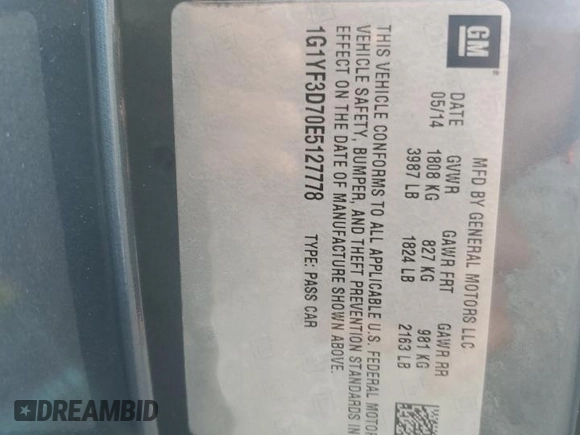 GM
®
MFD BY GENERAL MOTORS LLC
DATE GVWR GAWR FRT GAWR RR
05/14 1808 KG 827 KG 981 KG
3987 LB 1824 LB 2163 LB
THIS VEHICLE CONFORMS TO ALL APPLICABLE U.S. FEDERAL MOTOR
VEHICLE SAFETY, BUMPER, AND THEFT PREVENTION STANDARDS IN
EFFECT ON THE DATE OF MANUFACTURE SHOWN ABOVE.
1G1YF3D70E5127778 TYPE: PASS CAR
DREAMBID